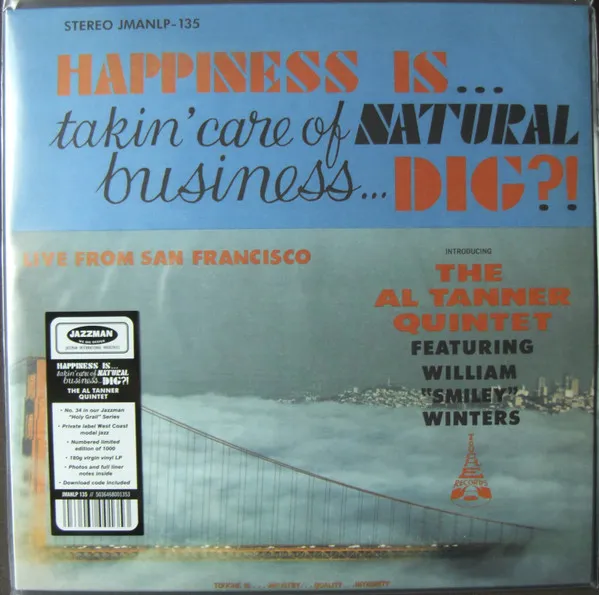 STEREO JMANLP-135
HAPPINESS IS...
takin' care of NATURAL
business... DIG?!
LIVE FROM SAN FRANCISCO
INTRODUCING
THE
AL TANNER
QUINTET
FEATURING
WILLIAM
"SMILEY"
WINTERS
RECORDS
JAZZMAN
HAPPINESS IS...
takin' care of NATURAL
business... DIG?!
THE AL TANNER
QUINTET
• No. 34 in our Jazzman
"Holy Grail" Series
• Private label West Coast
modal jazz
• Numbered limited
edition of 1000
• 180g virgin vinyl LP
• Photos and full liner
notes inside
• Download code included
JMANLP 135 // 5036468001353